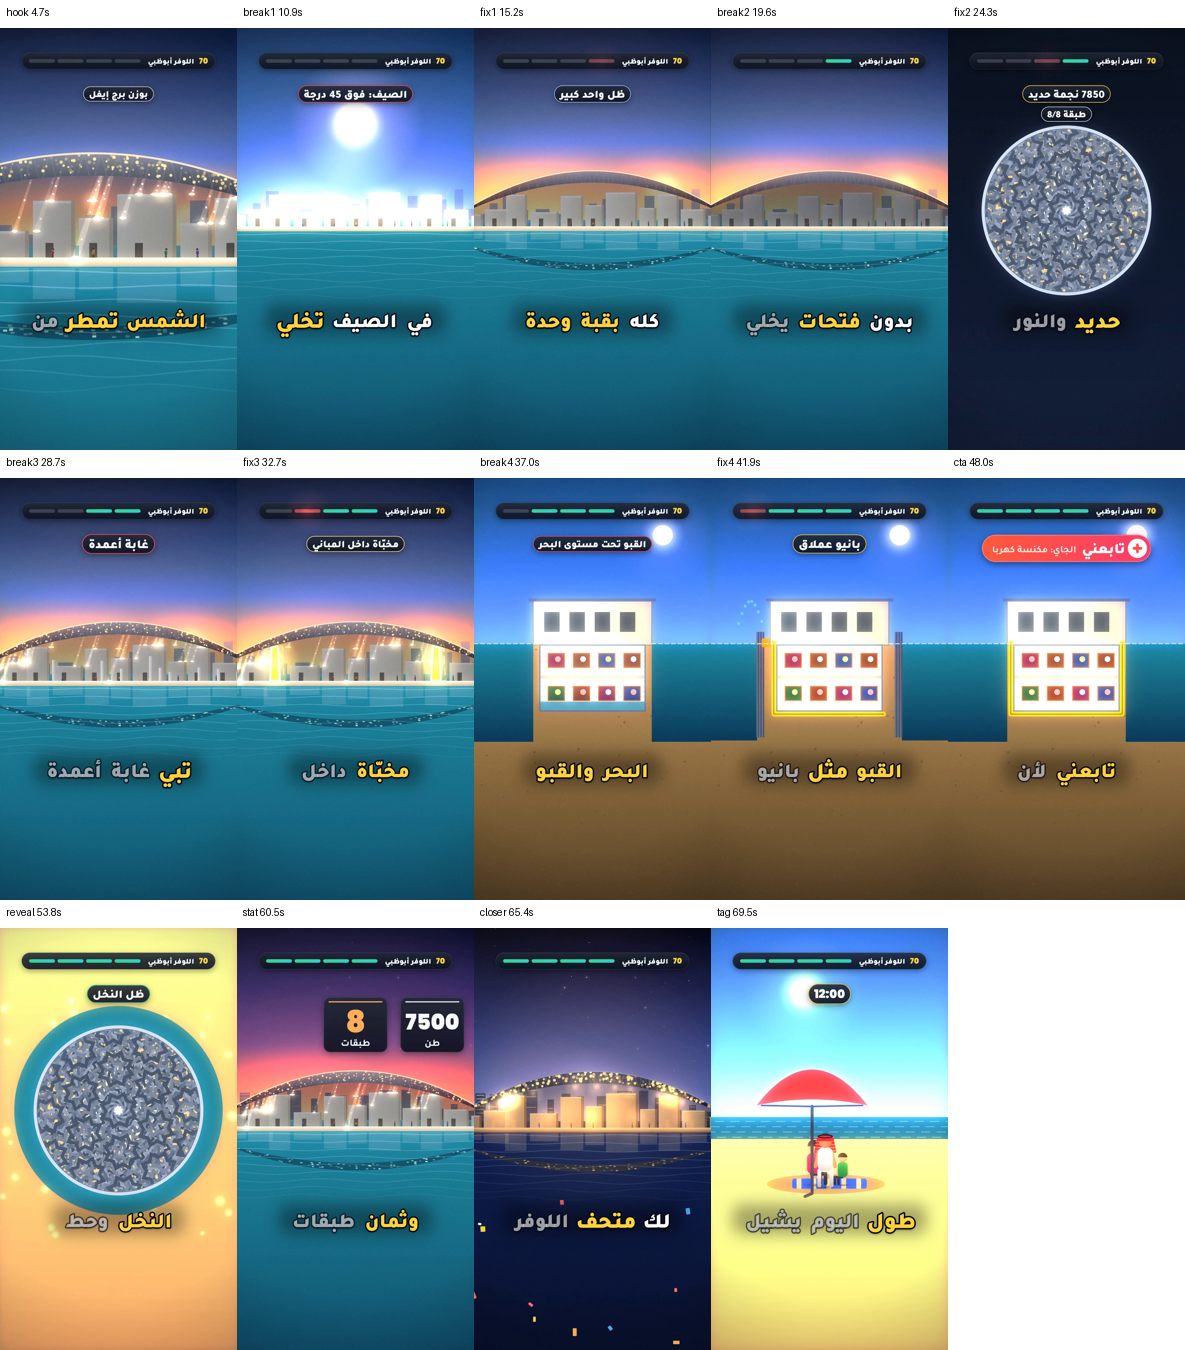 hook 4.7s
70 اللوفر أبوظبي
بوزن برج إيفل
الشمس تمطر من
break1 10.9s
70 اللوفر أبوظبي
الصيف: فوق 45 درجة
في الصيف تخلي
fix1 15.2s
70 اللوفر أبوظبي
ظل واحد كبير
كله بقبة وحدة
break2 19.6s
70 اللوفر أبوظبي
بدون فتحات يخلي
fix2 24.3s
70 اللوفر أبوظبي
7850 نجمة حديد
طبقة 8/8
حديد والنور
break3 28.7s
70 اللوفر أبوظبي
غابة أعمدة
تبي غابة أعمدة
fix3 32.7s
70 اللوفر أبوظبي
مخبّاة داخل المباني
مخبّاة داخل
break4 37.0s
70 اللوفر أبوظبي
القبو تحت مستوى البحر
البحر والقبو
fix4 41.9s
70 اللوفر أبوظبي
بانيو عملاق
القبو مثل بانيو
cta 48.0s
70 اللوفر أبوظبي
تابعني الجاي: مكنسة كهربا
تابعني لأن
reveal 53.8s
70 اللوفر أبوظبي
ظل النخل
النخل وحط
stat 60.5s
70 اللوفر أبوظبي
7500
طن
8
طبقات
وثمان طبقات
closer 65.4s
70 اللوفر أبوظبي
لك متحف اللوفر
tag 69.5s
70 اللوفر أبوظبي
12:00
طول اليوم يشيل